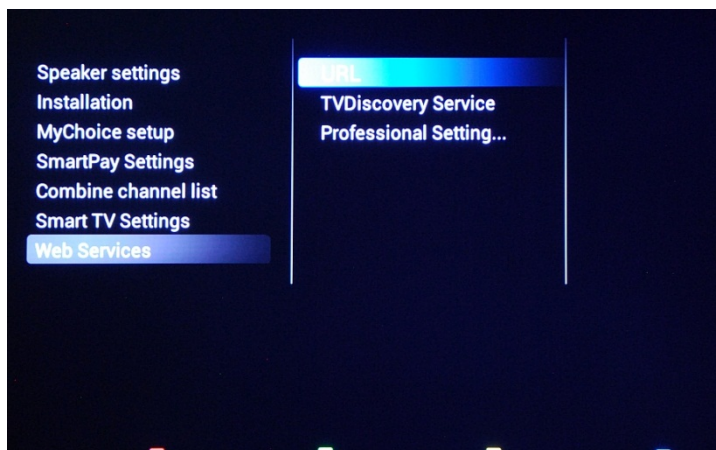 Speaker settings
Installation
MyChoice setup
SmartPay Settings
Combine channel list
Smart TV Settings
Web Services
URL
TVDiscovery Service
Professional Setting...